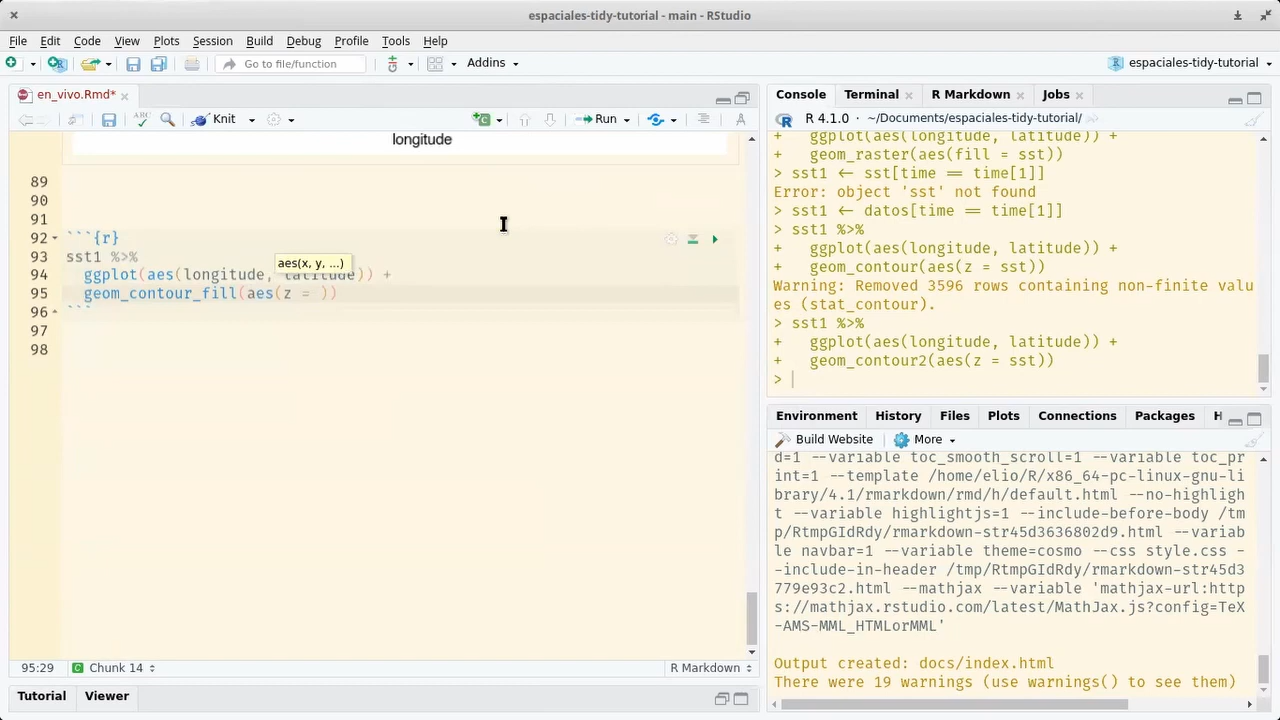 espaciales-tidy-tutorial - main - RStudio
File Edit Code View Plots Session Build Debug Profile Tools Help
Go to file/function
Addins
espaciales-tidy-tutorial
en_vivo.Rmd*
Knit
Run
longitude
89
90
91
92 ```{r}
93 sst1 %>%
aes(x, y, ...)
94 ggplot(aes(longitude, latitude)) +
95 geom_contour_fill(aes(z = ))
96 ```
97
98
95:29 Chunk 14 R Markdown
Tutorial Viewer
Console Terminal R Markdown Jobs
R 4.1.0 · ~/Documents/espaciales-tidy-tutorial/
+ ggplot(aes(longitude, latitude)) +
+ geom_raster(aes(fill = sst))
> sst1 <- sst[time == time[1]]
Error: object 'sst' not found
> sst1 <- datos[time == time[1]]
> sst1 %>%
+ ggplot(aes(longitude, latitude)) +
+ geom_contour(aes(z = sst))
Warning: Removed 3596 rows containing non-finite valu
es (stat_contour).
> sst1 %>%
+ ggplot(aes(longitude, latitude)) +
+ geom_contour2(aes(z = sst))
>
Environment History Files Plots Connections Packages H
Build Website More
d=1 --variable toc_smooth_scroll=1 --variable toc_pr
int=1 --template /home/elio/R/x86_64-pc-linux-gnu-li
brary/4.1/rmarkdown/rmd/h/default.html --no-highligh
t --variable highlightjs=1 --include-before-body /tm
p/RtmpGIdRdy/rmarkdown-str45d3636802d9.html --variab
le navbar=1 --variable theme=cosmo --css style.css -
-include-in-header /tmp/RtmpGIdRdy/rmarkdown-str45d3
779e93c2.html --mathjax --variable 'mathjax-url:http
s://mathjax.rstudio.com/latest/MathJax.js?config=TeX
-AMS-MML_HTMLorMML'
Output created: docs/index.html
There were 19 warnings (use warnings() to see them)